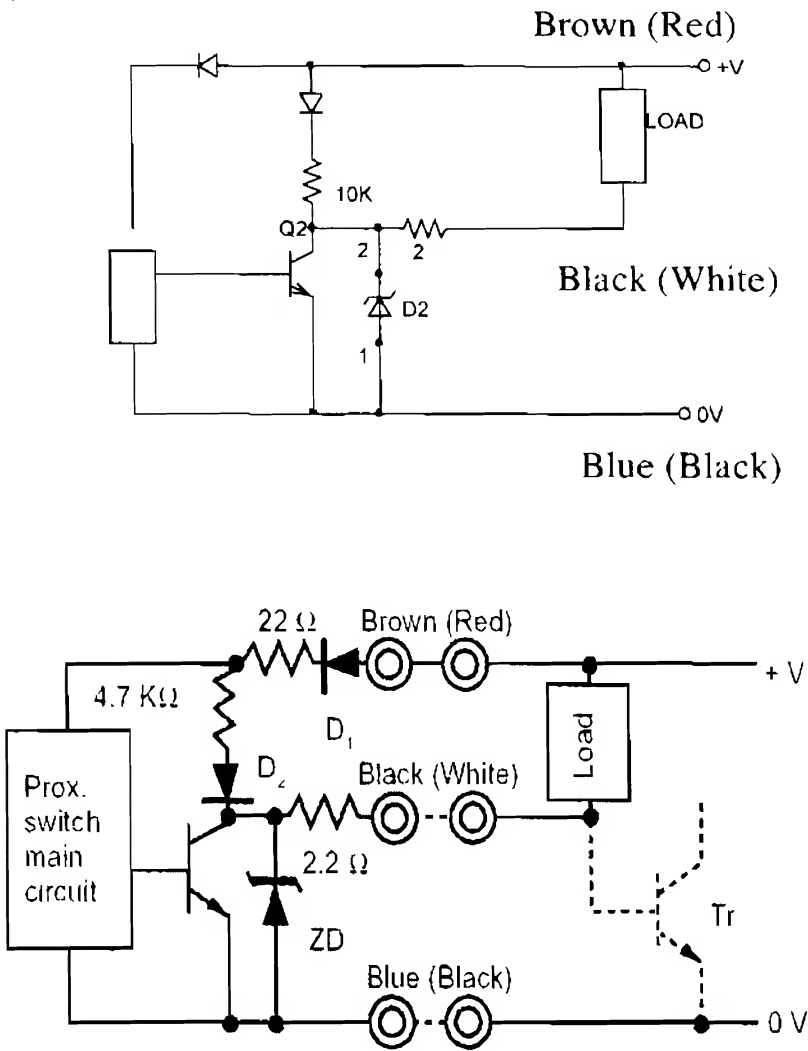 Brown (Red)
+V
LOAD
10K
Q2
2
2
Black (White)
D2
1
0V
Blue (Black)
22 Ω
Brown (Red)
+ V
4.7 KΩ
D₁
Load
D₂
Black (White)
Prox.
switch
main
circuit
2.2 Ω
Tr
ZD
Blue (Black)
0 V